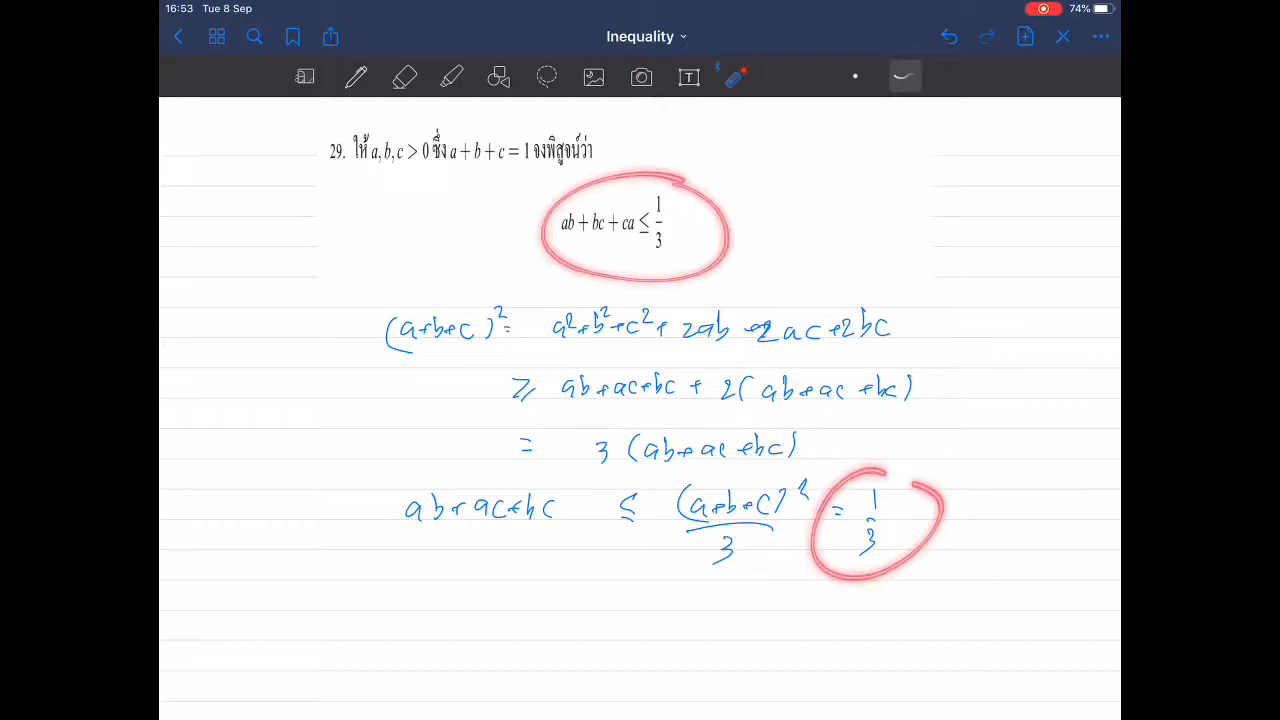 16:53 Tue 8 Sep 74%
Inequality
T
29. ให้ a, b, c > 0 ซึ่ง a + b + c = 1 จงพิสูจน์ว่า
ab + bc + ca ≤ 1/3
(a+b+c)² = a²+b²+c²+ 2ab +2ac+2bc
≥ ab+ac+bc + 2(ab+ac+bc)
= 3 (ab+ac+bc)
ab+ac+bc ≤ (a+b+c)²/3 = 1/3